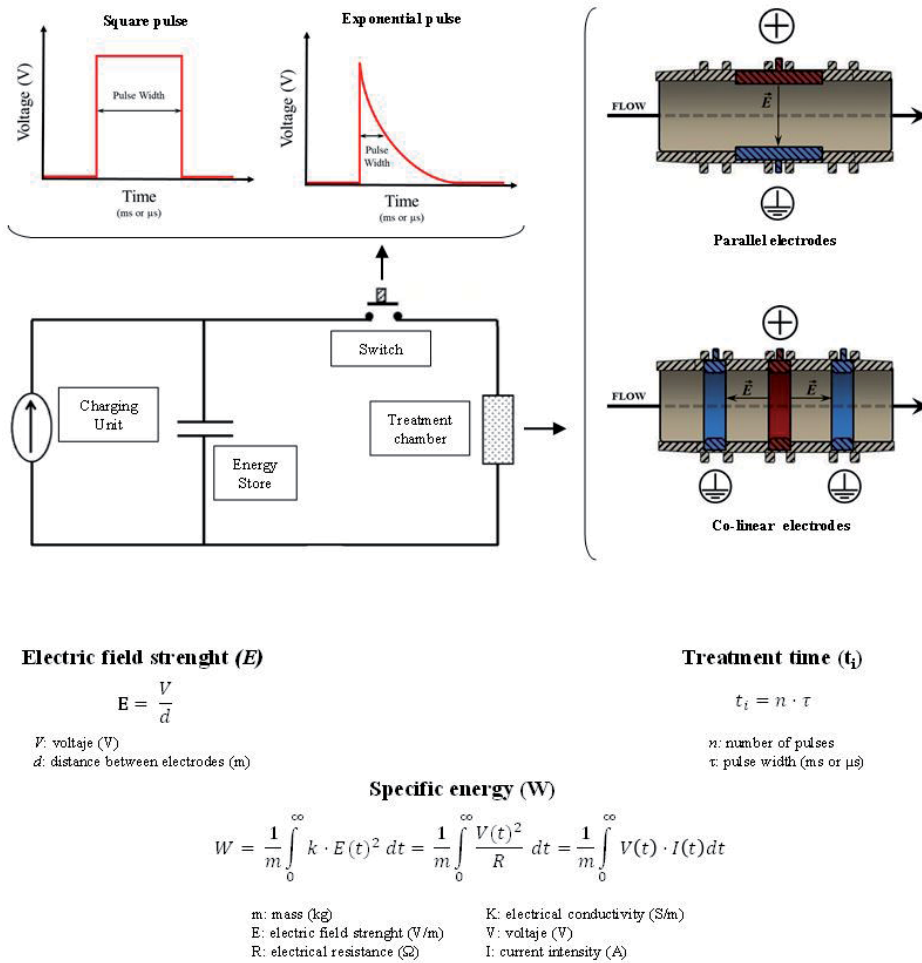 Square pulse
Voltage (V)
Pulse Width
Time
(ms or µs)
Exponential pulse
Voltage (V)
Pulse
Width
Time
(ms or µs)
FLOW
E⃗
Parallel electrodes
Switch
Charging
Unit
Energy
Store
Treatment
chamber
FLOW
E⃗
E⃗
Co-linear electrodes
Electric field strenght (E)
E = V/d
V: voltaje (V)
d: distance between electrodes (m)
Treatment time (tᵢ)
tᵢ = n · τ
n: number of pulses
τ: pulse width (ms or µs)
Specific energy (W)
W = 1/m ∫₀^∞ k · E(t)² dt = 1/m ∫₀^∞ V(t)²/R dt = 1/m ∫₀^∞ V(t) · I(t)dt
m: mass (kg)
E: electric field strenght (V/m)
R: electrical resistance (Ω)
K: electrical conductivity (S/m)
V: voltaje (V)
I: current intensity (A)